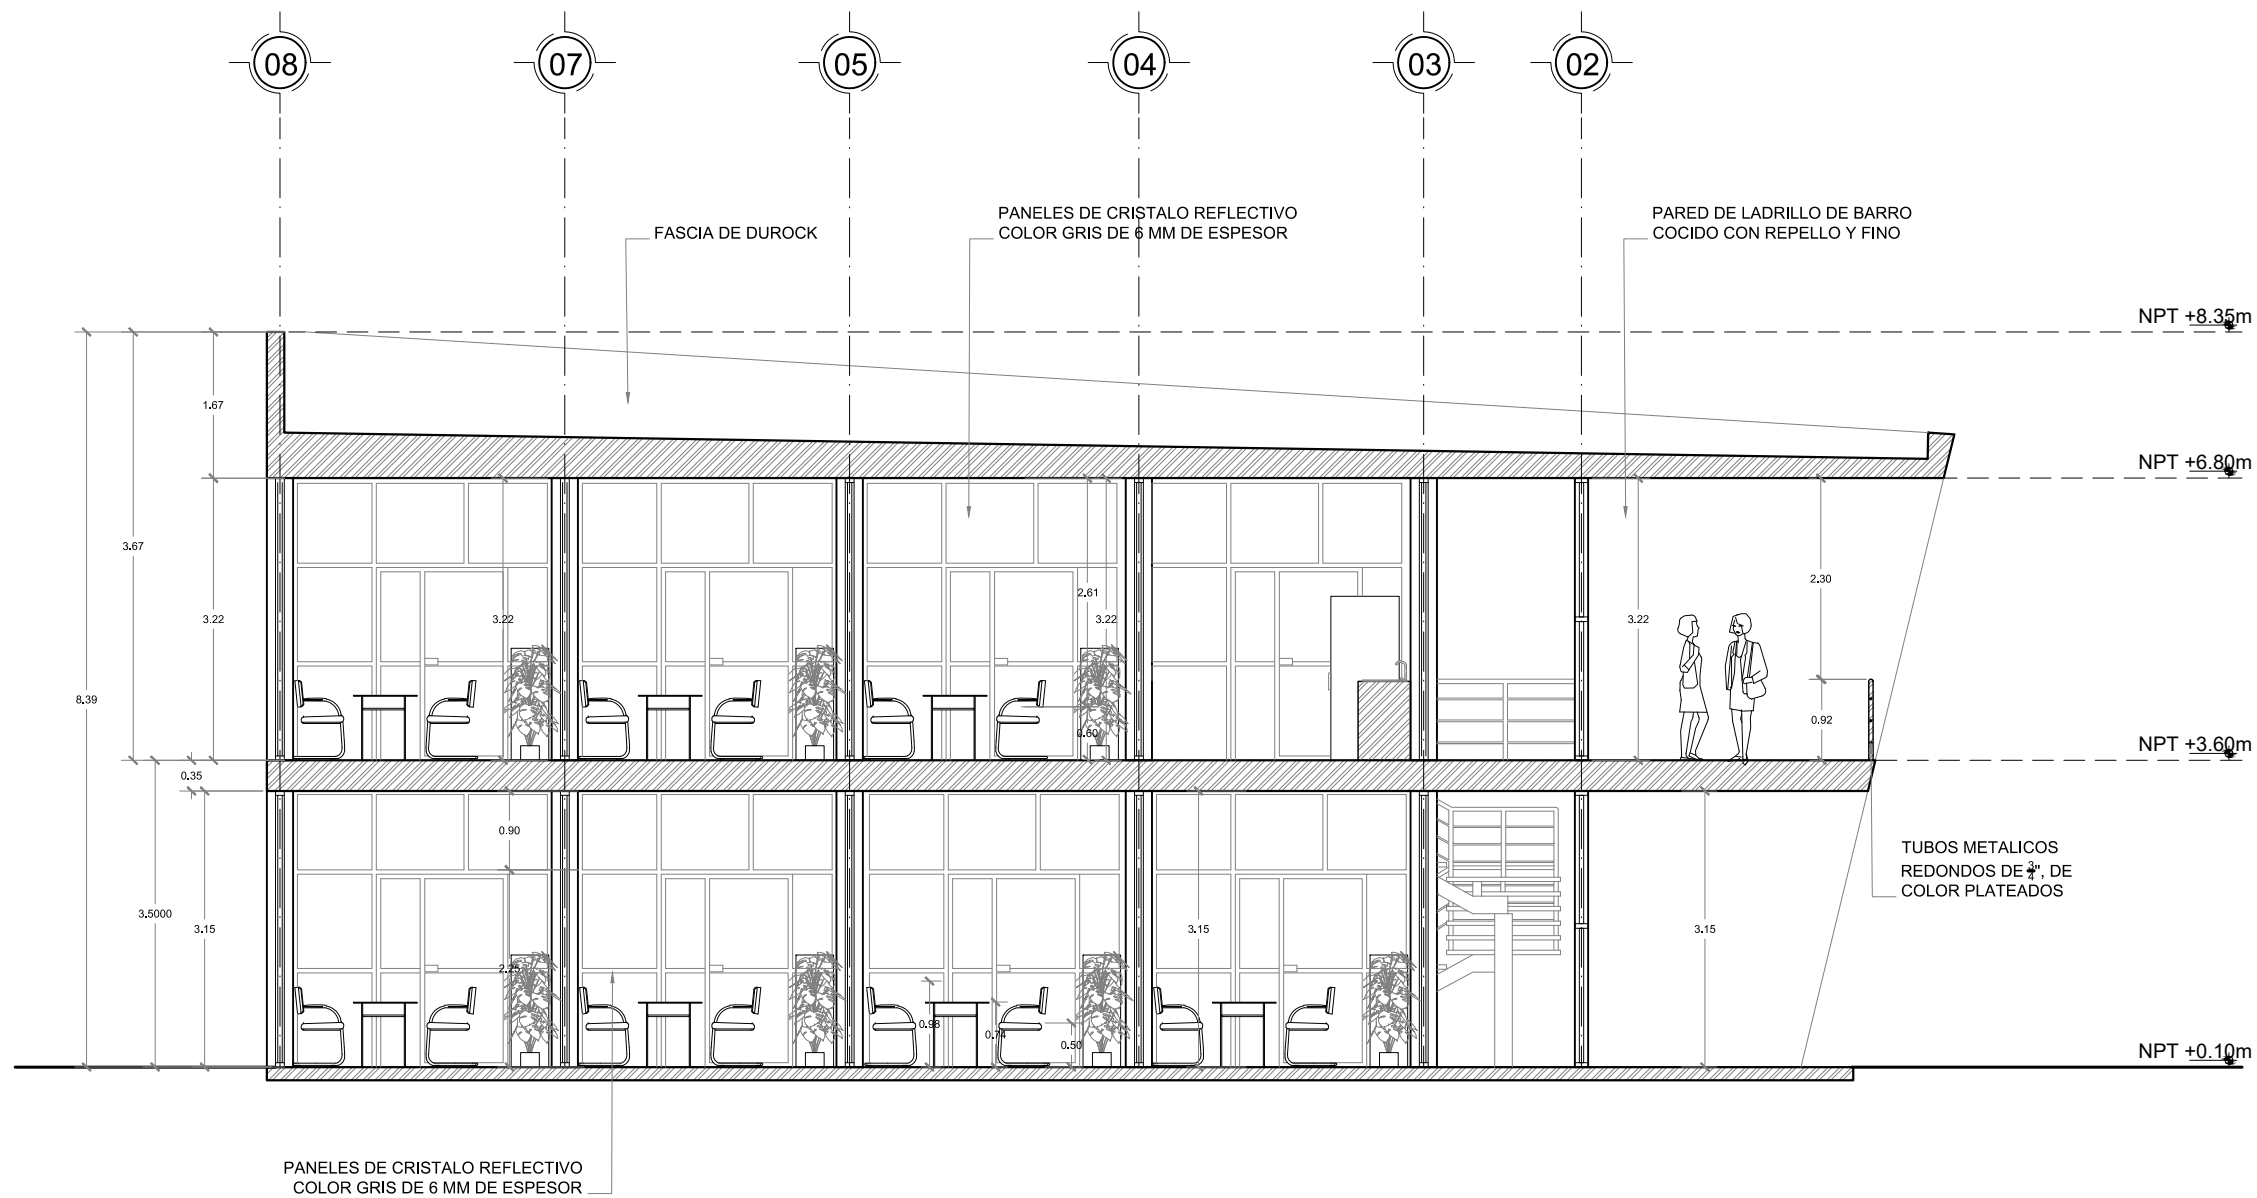 08
07
05
04
03
02
FASCIA DE DUROCK
PANELES DE CRISTALO REFLECTIVO
COLOR GRIS DE 6 MM DE ESPESOR
PARED DE LADRILLO DE BARRO
COCIDO CON REPELLO Y FINO
NPT +8.35m
1.67
NPT +6.80m
3.67
2.30
2.61
3.22
3.22
3.22
3.22
8.39
0.92
0.60
NPT +3.60m
0.35
0.90
TUBOS METALICOS
REDONDOS DE 3/4", DE
COLOR PLATEADOS
3.5000
3.15
3.15
3.15
2.25
0.98
0.74
0.50
NPT +0.10m
PANELES DE CRISTALO REFLECTIVO
COLOR GRIS DE 6 MM DE ESPESOR